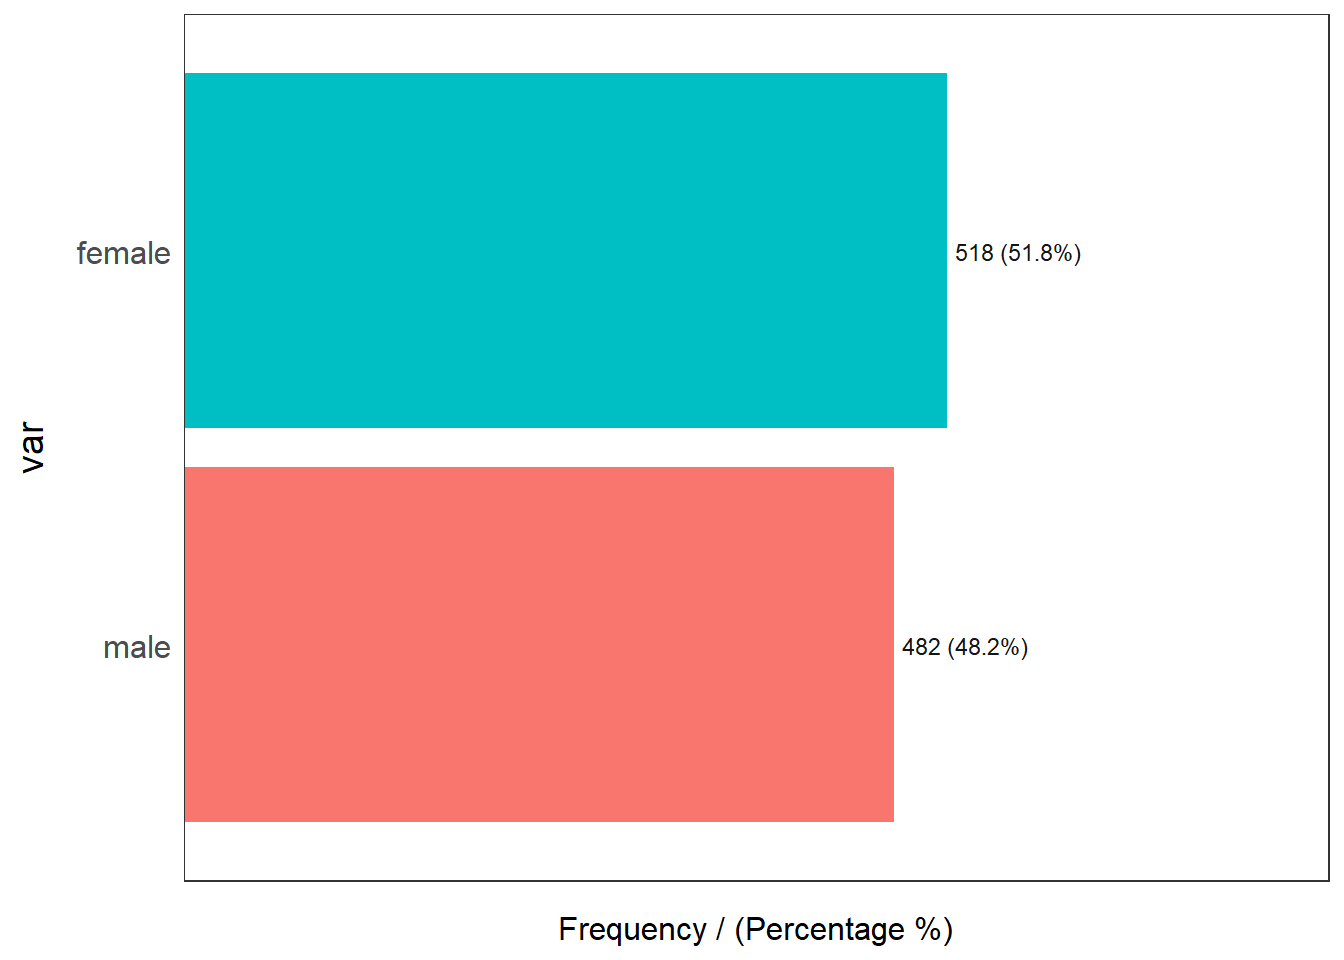 female
518 (51.8%)
var
male
482 (48.2%)
Frequency / (Percentage %)